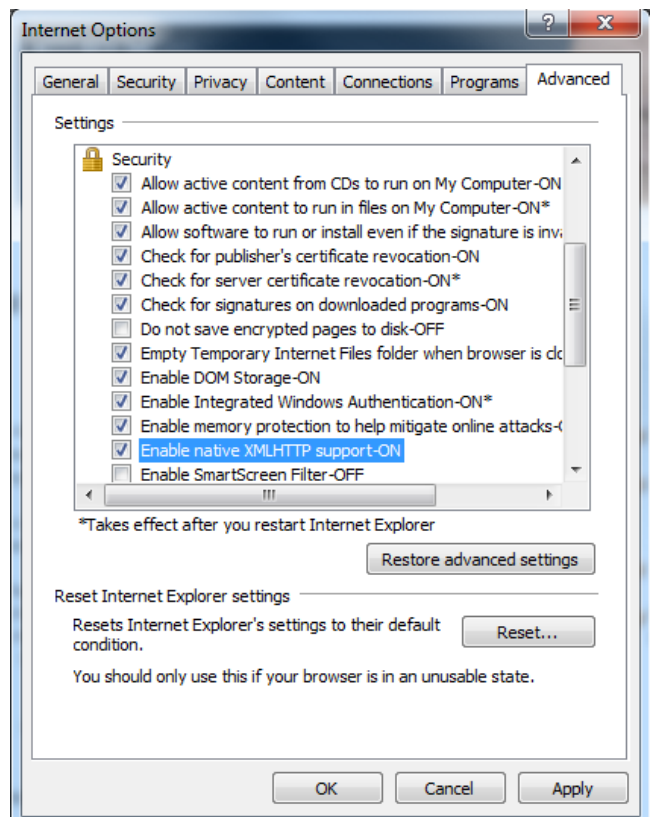 Internet Options
General Security Privacy Content Connections Programs Advanced
Settings
Security
Allow active content from CDs to run on My Computer-ON
Allow active content to run in files on My Computer-ON*
Allow software to run or install even if the signature is
Check for publisher's certificate revocation-ON
Check for server certificate revocation-ON*
Check for signatures on downloaded programs-ON
Do not save encrypted pages to disk-OFF
Empty Temporary Internet Files folder when browser is
Enable DOM Storage-ON
Enable Integrated Windows Authentication-ON*
Enable memory protection to help mitigate online attacks-
Enable native XMLHTTP support-ON
Enable SmartScreen Filter-OFF
*Takes effect after you restart Internet Explorer
Restore advanced settings
Reset Internet Explorer settings
Resets Internet Explorer's settings to their default
condition.
Reset...
You should only use this if your browser is in an unusable state.
OK Cancel Apply